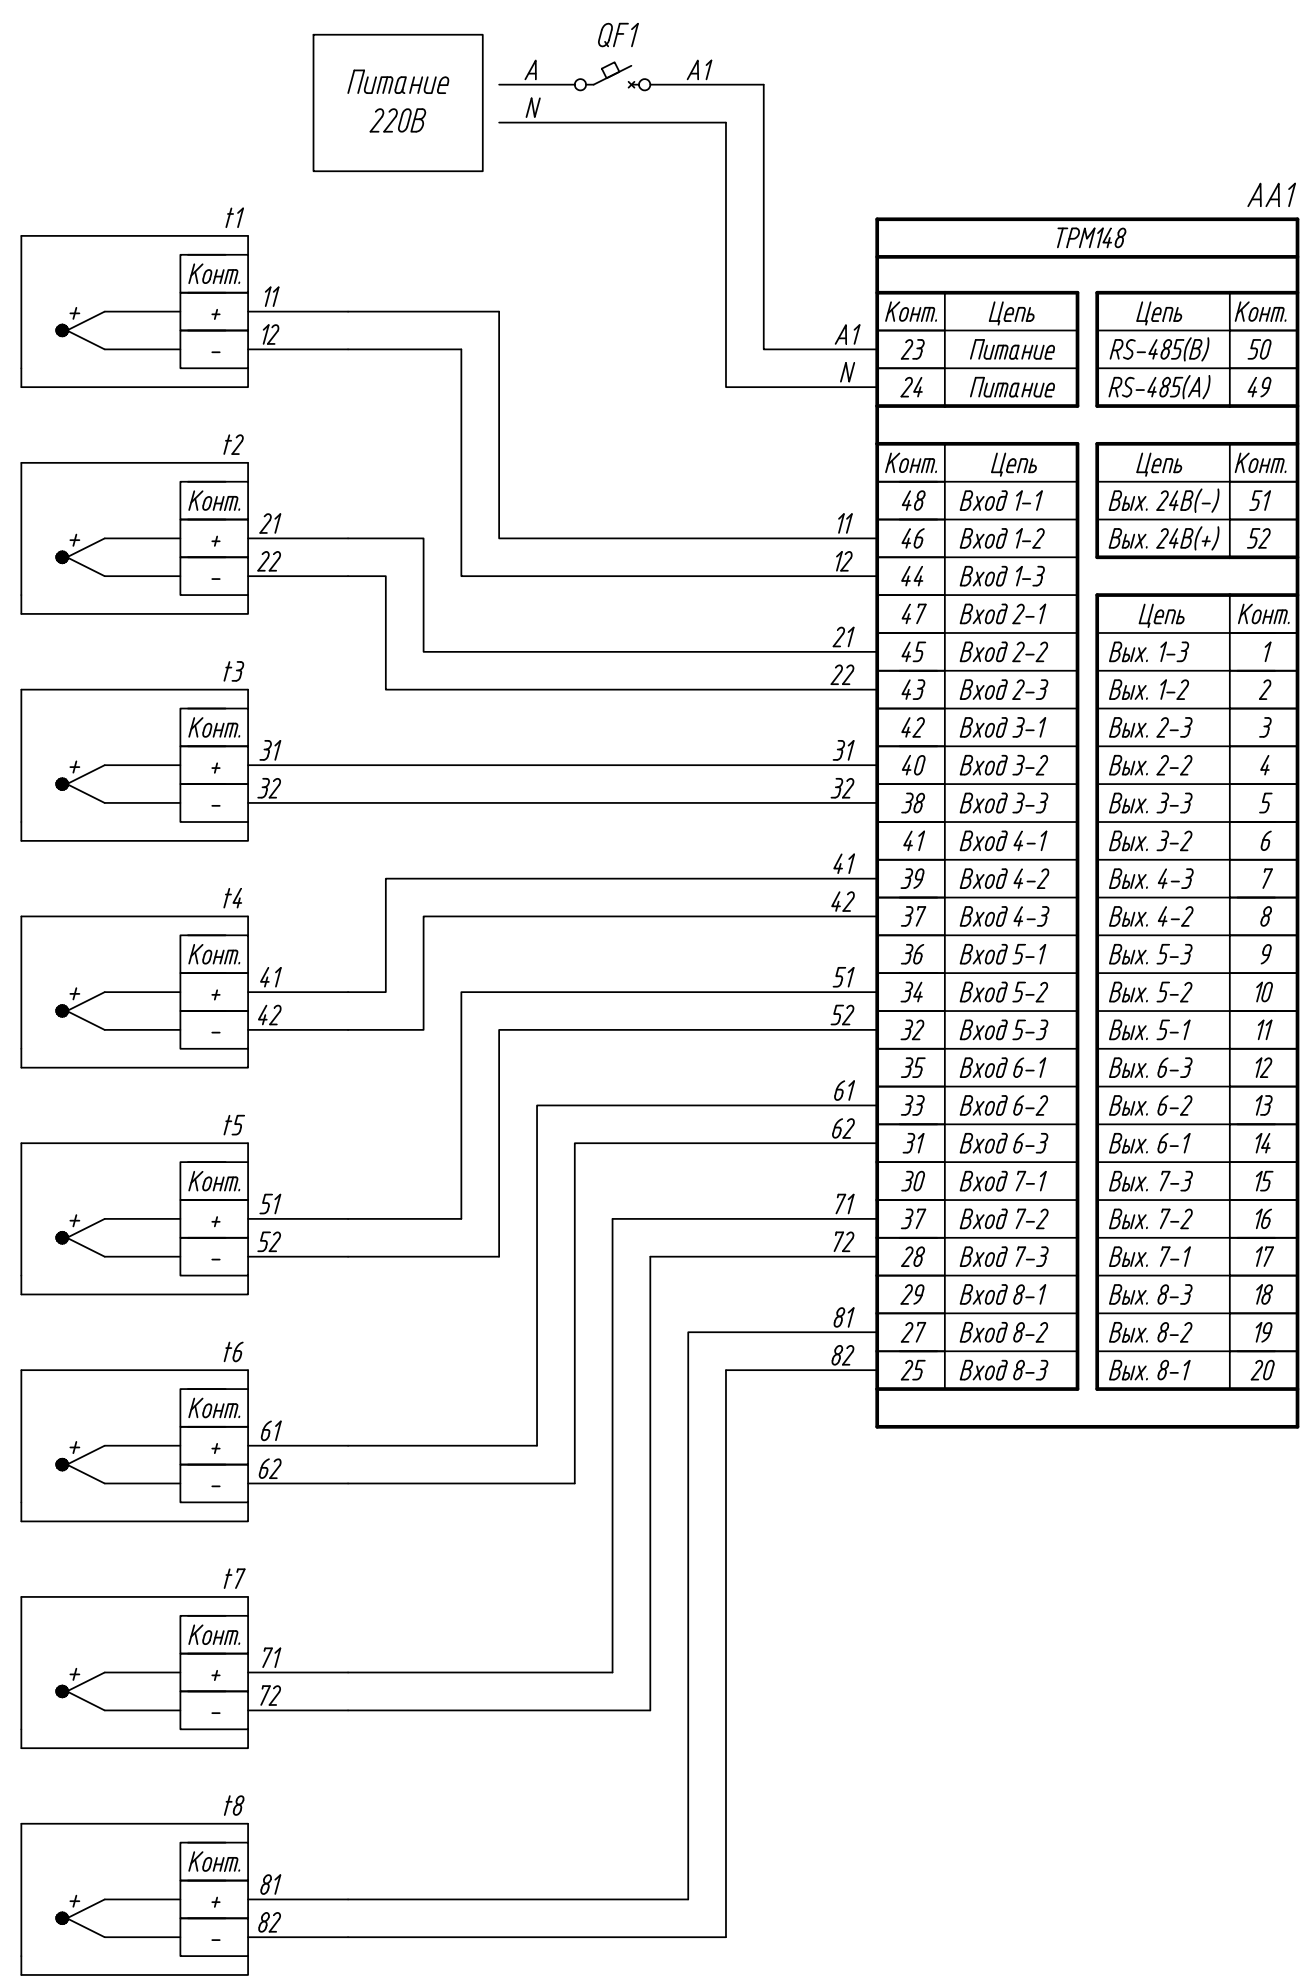 QF1
A
A1
Питание
220В
N
AA1
ТРМ148
Конт. Цепь Цепь Конт.
A1 23 Питание RS-485(B) 50
N 24 Питание RS-485(A) 49
Конт. Цепь Цепь Конт.
48 Вход 1-1 Вых. 24В(-) 51
11 46 Вход 1-2 Вых. 24В(+) 52
12 44 Вход 1-3
47 Вход 2-1 Цепь Конт.
21 45 Вход 2-2 Вых. 1-3 1
22 43 Вход 2-3 Вых. 1-2 2
42 Вход 3-1 Вых. 2-3 3
31 40 Вход 3-2 Вых. 2-2 4
32 38 Вход 3-3 Вых. 3-3 5
41 Вход 4-1 Вых. 3-2 6
41 39 Вход 4-2 Вых. 4-3 7
42 37 Вход 4-3 Вых. 4-2 8
36 Вход 5-1 Вых. 5-3 9
51 34 Вход 5-2 Вых. 5-2 10
52 32 Вход 5-3 Вых. 5-1 11
35 Вход 6-1 Вых. 6-3 12
61 33 Вход 6-2 Вых. 6-2 13
62 31 Вход 6-3 Вых. 6-1 14
30 Вход 7-1 Вых. 7-3 15
71 37 Вход 7-2 Вых. 7-2 16
72 28 Вход 7-3 Вых. 7-1 17
29 Вход 8-1 Вых. 8-3 18
81 27 Вход 8-2 Вых. 8-2 19
82 25 Вход 8-3 Вых. 8-1 20
t1
Конт.
+ + 11
- 12
t2
Конт.
+ + 21
- 22
t3
Конт.
+ + 31
- 32
t4
Конт.
+ + 41
- 42
t5
Конт.
+ + 51
- 52
t6
Конт.
+ + 61
- 62
t7
Конт.
+ + 71
- 72
t8
Конт.
+ + 81
- 82